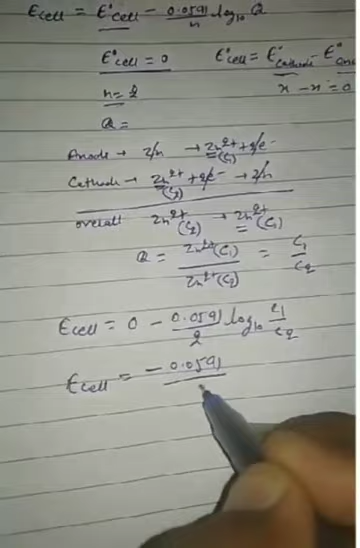 Ecell = E°cell - 0.0591/n log10 Q
E°cell = 0 E°cell = E°Cathode - E°Ano
n = 2 x - x = 0
Q =
Anode → Zn → Zn2+ + 2e-
(C1)
Cathode → Zn2+ + 2e- → Zn
(C2)
overall Zn2+ (C2) → Zn2+ (C1)
Q = Zn2+(C1) / Zn2+(C2) = C1/C2
Ecell = 0 - 0.0591/2 log10 C1/C2
Ecell = -0.0591